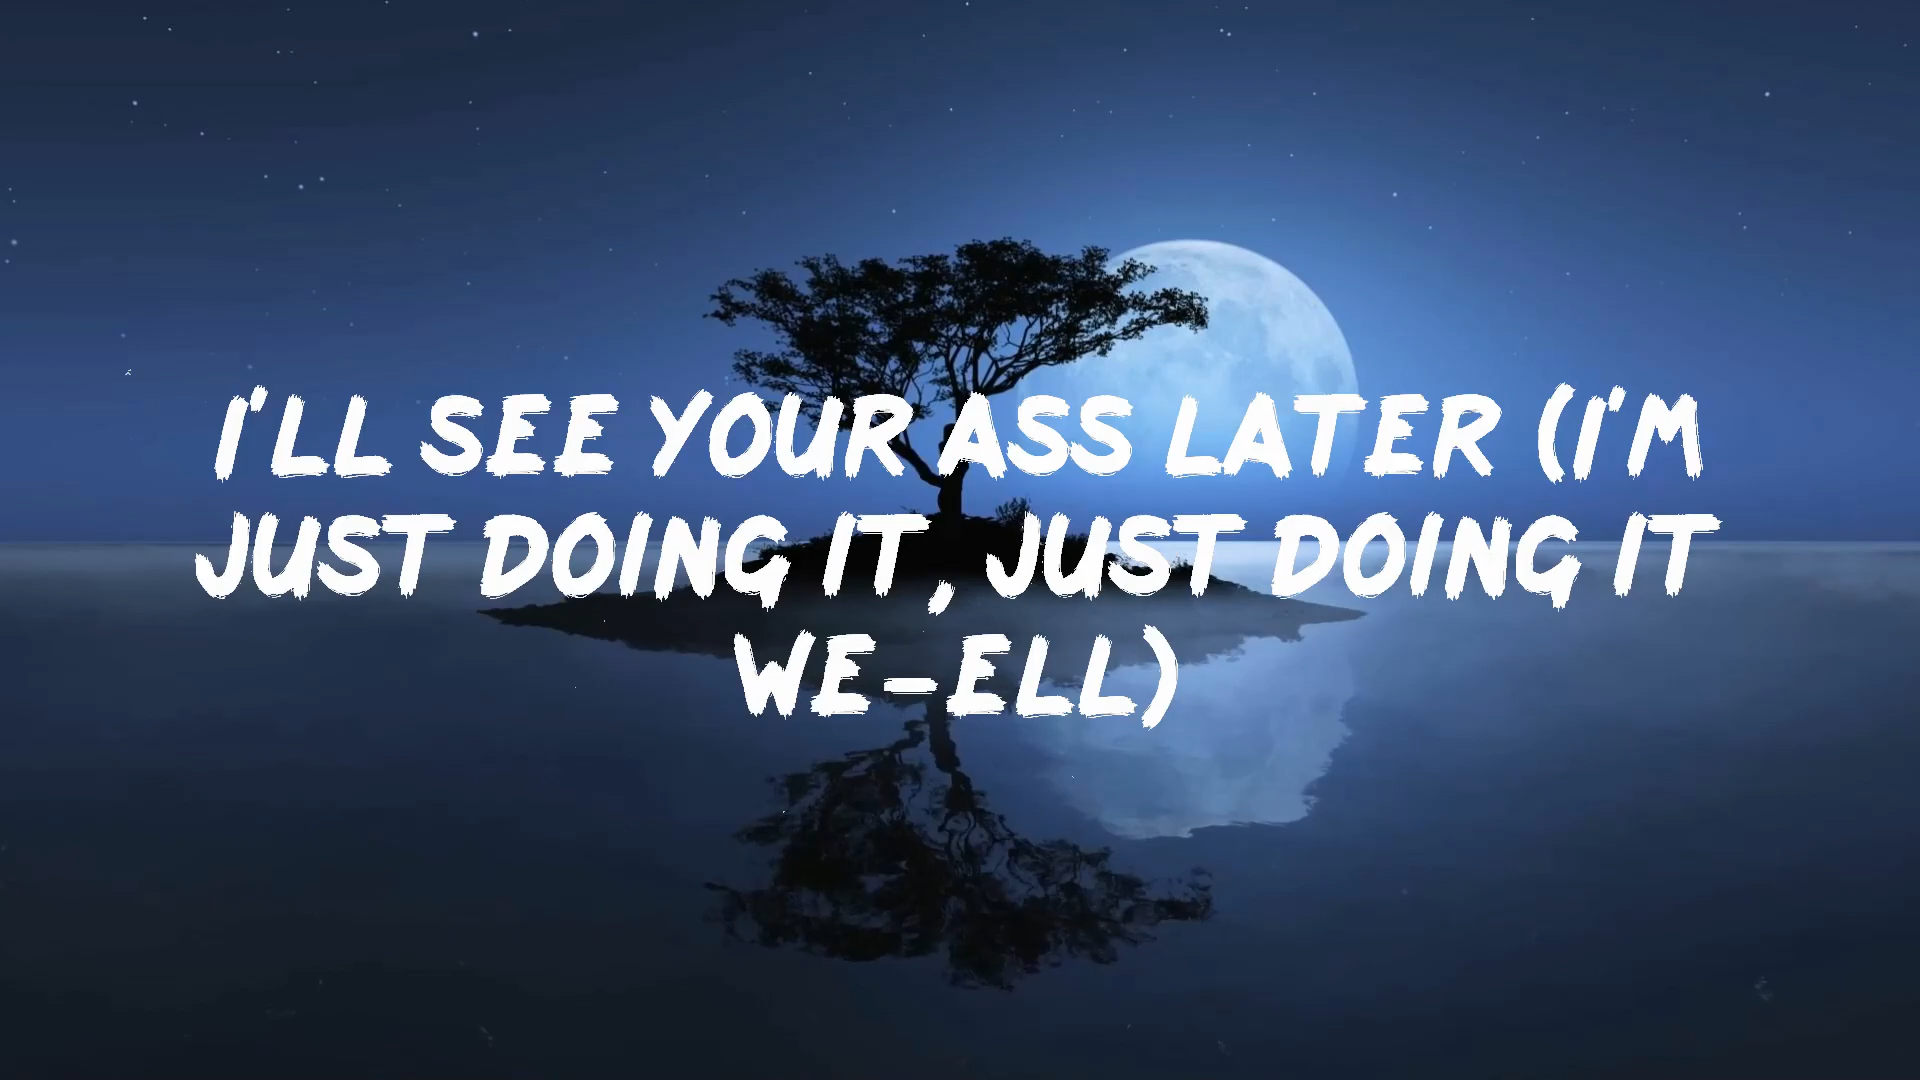 I'LL SEE YOUR ASS LATER (I'M
JUST DOING IT, JUST DOING IT
WE-ELL)